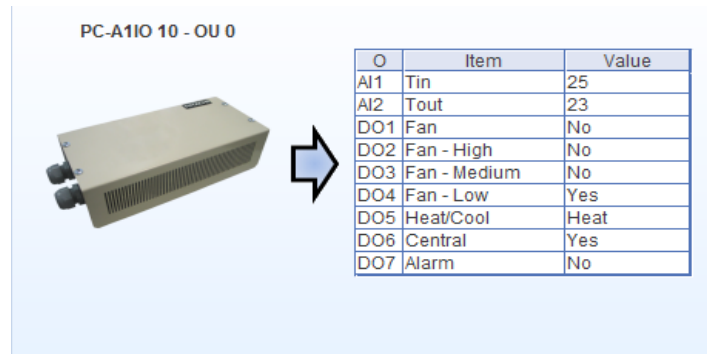 PC-A1IO 10 - OU 0
O Item Value
AI1 Tin 25
AI2 Tout 23
DO1 Fan No
DO2 Fan - High No
DO3 Fan - Medium No
DO4 Fan - Low Yes
DO5 Heat/Cool Heat
DO6 Central Yes
DO7 Alarm No